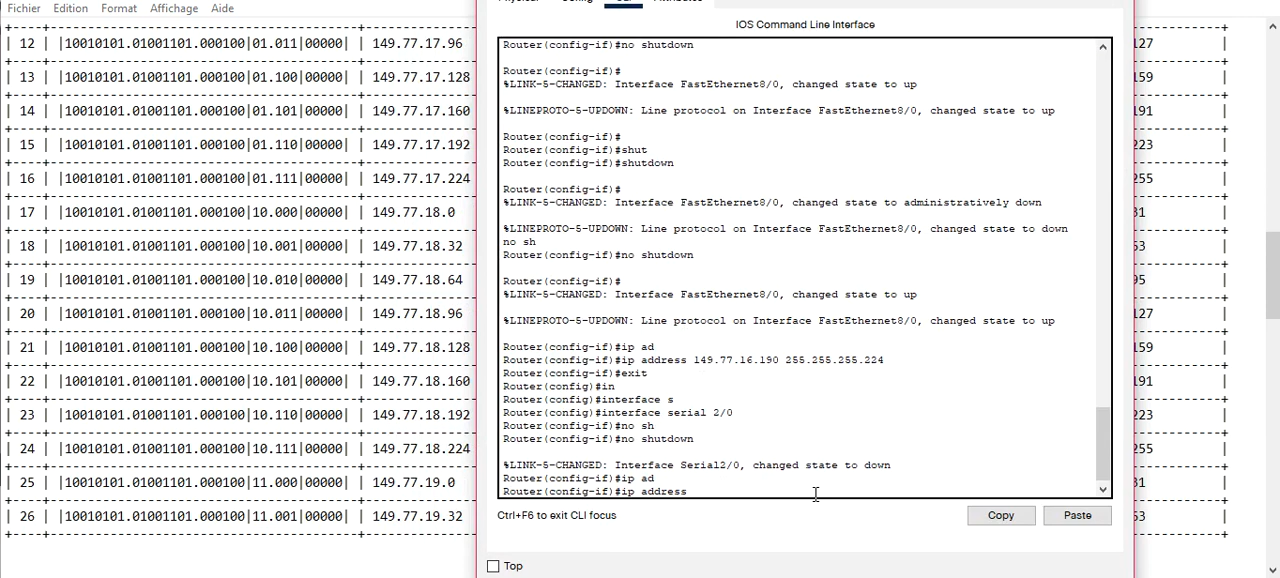 Fichier Edition Format Affichage Aide
| 12 | |10010101.01001101.000100|01.011|00000| | 149.77.17.96
| 13 | |10010101.01001101.000100|01.100|00000| | 149.77.17.128
| 14 | |10010101.01001101.000100|01.101|00000| | 149.77.17.160
| 15 | |10010101.01001101.000100|01.110|00000| | 149.77.17.192
| 16 | |10010101.01001101.000100|01.111|00000| | 149.77.17.224
| 17 | |10010101.01001101.000100|10.000|00000| | 149.77.18.0
| 18 | |10010101.01001101.000100|10.001|00000| | 149.77.18.32
| 19 | |10010101.01001101.000100|10.010|00000| | 149.77.18.64
| 20 | |10010101.01001101.000100|10.011|00000| | 149.77.18.96
| 21 | |10010101.01001101.000100|10.100|00000| | 149.77.18.128
| 22 | |10010101.01001101.000100|10.101|00000| | 149.77.18.160
| 23 | |10010101.01001101.000100|10.110|00000| | 149.77.18.192
| 24 | |10010101.01001101.000100|10.111|00000| | 149.77.18.224
| 25 | |10010101.01001101.000100|11.000|00000| | 149.77.19.0
| 26 | |10010101.01001101.000100|11.001|00000| | 149.77.19.32
IOS Command Line Interface
Router(config-if)#no shutdown
Router(config-if)#
%LINK-5-CHANGED: Interface FastEthernet8/0, changed state to up
%LINEPROTO-5-UPDOWN: Line protocol on Interface FastEthernet8/0, changed state to up
Router(config-if)#
Router(config-if)#shut
Router(config-if)#shutdown
Router(config-if)#
%LINK-5-CHANGED: Interface FastEthernet8/0, changed state to administratively down
%LINEPROTO-5-UPDOWN: Line protocol on Interface FastEthernet8/0, changed state to down
no sh
Router(config-if)#no shutdown
Router(config-if)#
%LINK-5-CHANGED: Interface FastEthernet8/0, changed state to up
%LINEPROTO-5-UPDOWN: Line protocol on Interface FastEthernet8/0, changed state to up
Router(config-if)#ip ad
Router(config-if)#ip address 149.77.16.190 255.255.255.224
Router(config-if)#exit
Router(config)#in
Router(config)#interface s
Router(config)#interface serial 2/0
Router(config-if)#no sh
Router(config-if)#no shutdown
%LINK-5-CHANGED: Interface Serial2/0, changed state to down
Router(config-if)#ip ad
Router(config-if)#ip address
Ctrl+F6 to exit CLI focus
Copy
Paste
Top
127
159
191
223
255
31
63
95
127
159
191
223
255
31
63